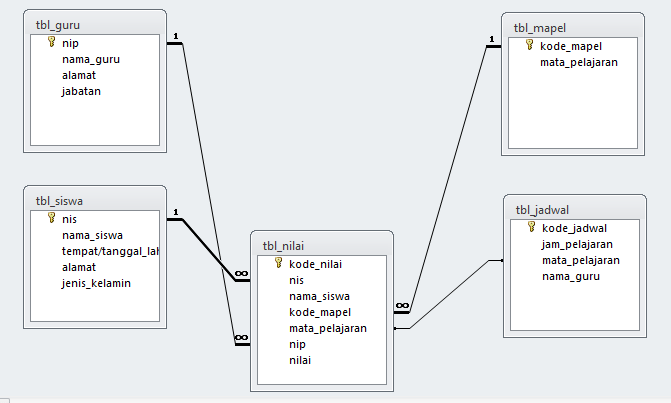 tbl_guru
nip
nama_guru
alamat
jabatan
1
tbl_mapel
kode_mapel
mata_pelajaran
1
tbl_siswa
nis
nama_siswa
tempat/tanggal_lah
alamat
jenis_kelamin
1
tbl_nilai
kode_nilai
nis
nama_siswa
kode_mapel
mata_pelajaran
nip
nilai
∞
∞
∞
tbl_jadwal
kode_jadwal
jam_pelajaran
mata_pelajaran
nama_guru